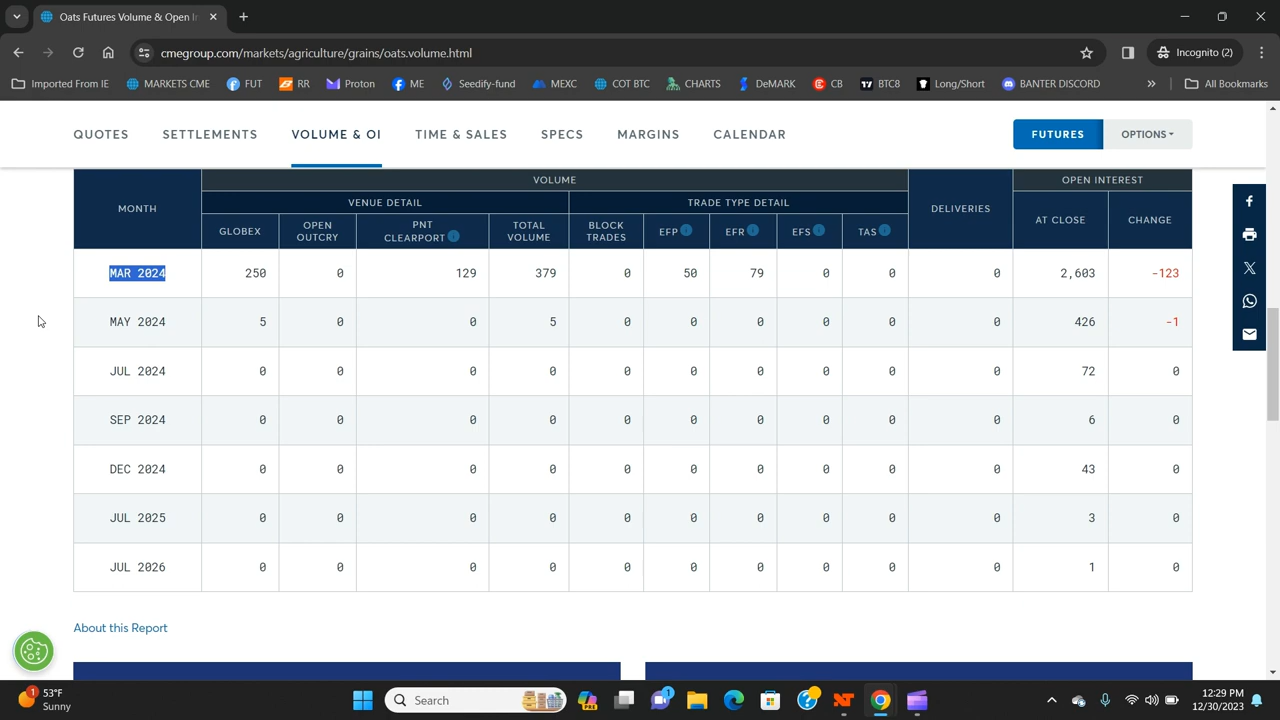 Oats Futures Volume & Open I
cmegroup.com/markets/agriculture/grains/oats.volume.html
Incognito (2)
Imported From IE MARKETS CME FUT RR Proton ME Seedify-fund MEXC COT BTC CHARTS DeMARK CB BTC8 Long/Short BANTER DISCORD » All Bookmarks
QUOTES SETTLEMENTS VOLUME & OI TIME & SALES SPECS MARGINS CALENDAR FUTURES OPTIONS
VOLUME OPEN INTEREST
MONTH VENUE DETAIL TRADE TYPE DETAIL DELIVERIES
GLOBEX OPEN OUTCRY PNT CLEARPORT TOTAL VOLUME BLOCK TRADES EFP EFR EFS TAS AT CLOSE CHANGE
MAR 2024 250 0 129 379 0 50 79 0 0 0 2,603 -123
MAY 2024 5 0 0 5 0 0 0 0 0 0 426 -1
JUL 2024 0 0 0 0 0 0 0 0 0 0 72 0
SEP 2024 0 0 0 0 0 0 0 0 0 0 6 0
DEC 2024 0 0 0 0 0 0 0 0 0 0 43 0
JUL 2025 0 0 0 0 0 0 0 0 0 0 3 0
JUL 2026 0 0 0 0 0 0 0 0 0 0 1 0
About this Report
1 53°F
Sunny
Search
PRE
1
12:29 PM
12/30/2023